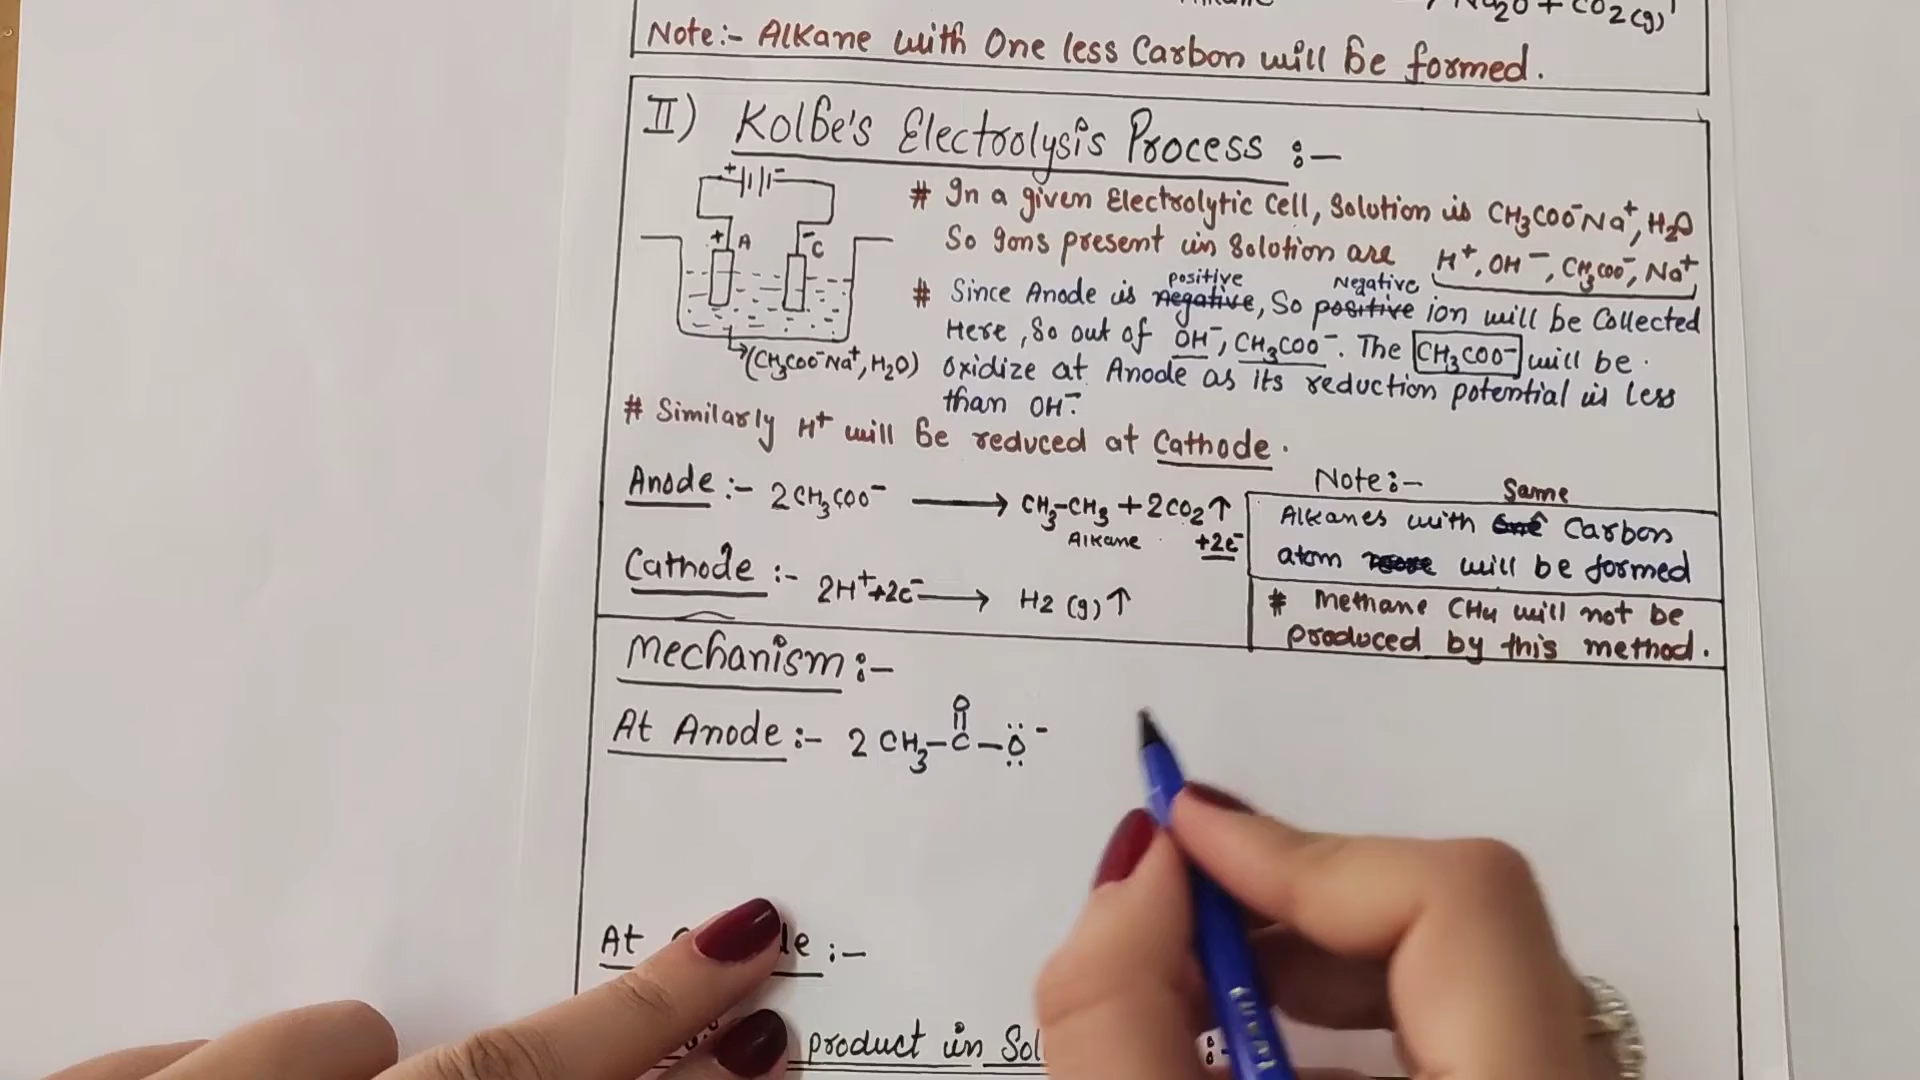 Na2O + CO2(g)
Note:- Alkane with One less Carbon will be formed.
II) Kolbe's Electrolysis Process :-
# In a given Electrolytic Cell, Solution is CH3COO⁻Na⁺, H2O
So Ions present in Solution are H⁺, OH⁻, CH3COO⁻, Na⁺
+ -
+ A - C
(CH3COO⁻Na⁺, H2O)
positive Negative
# Since Anode is negative, So positive ion will be Collected
Here, So out of OH⁻, CH3COO⁻. The CH3COO⁻ will be
oxidize at Anode as its reduction potential is less
than OH⁻.
# Similarly H⁺ will be reduced at Cathode.
Anode :- 2CH3COO⁻ → CH3-CH3 + 2CO2↑
Alkane +2e⁻
Cathode :- 2H⁺+2e⁻ → H2 (g)↑
Note:- Same
Alkanes with one Carbon
atom more will be formed
# Methane CH4 will not be
produced by this method.
Mechanism :-
At Anode :- 2 CH3-C-O⁻
O
At :-
product in